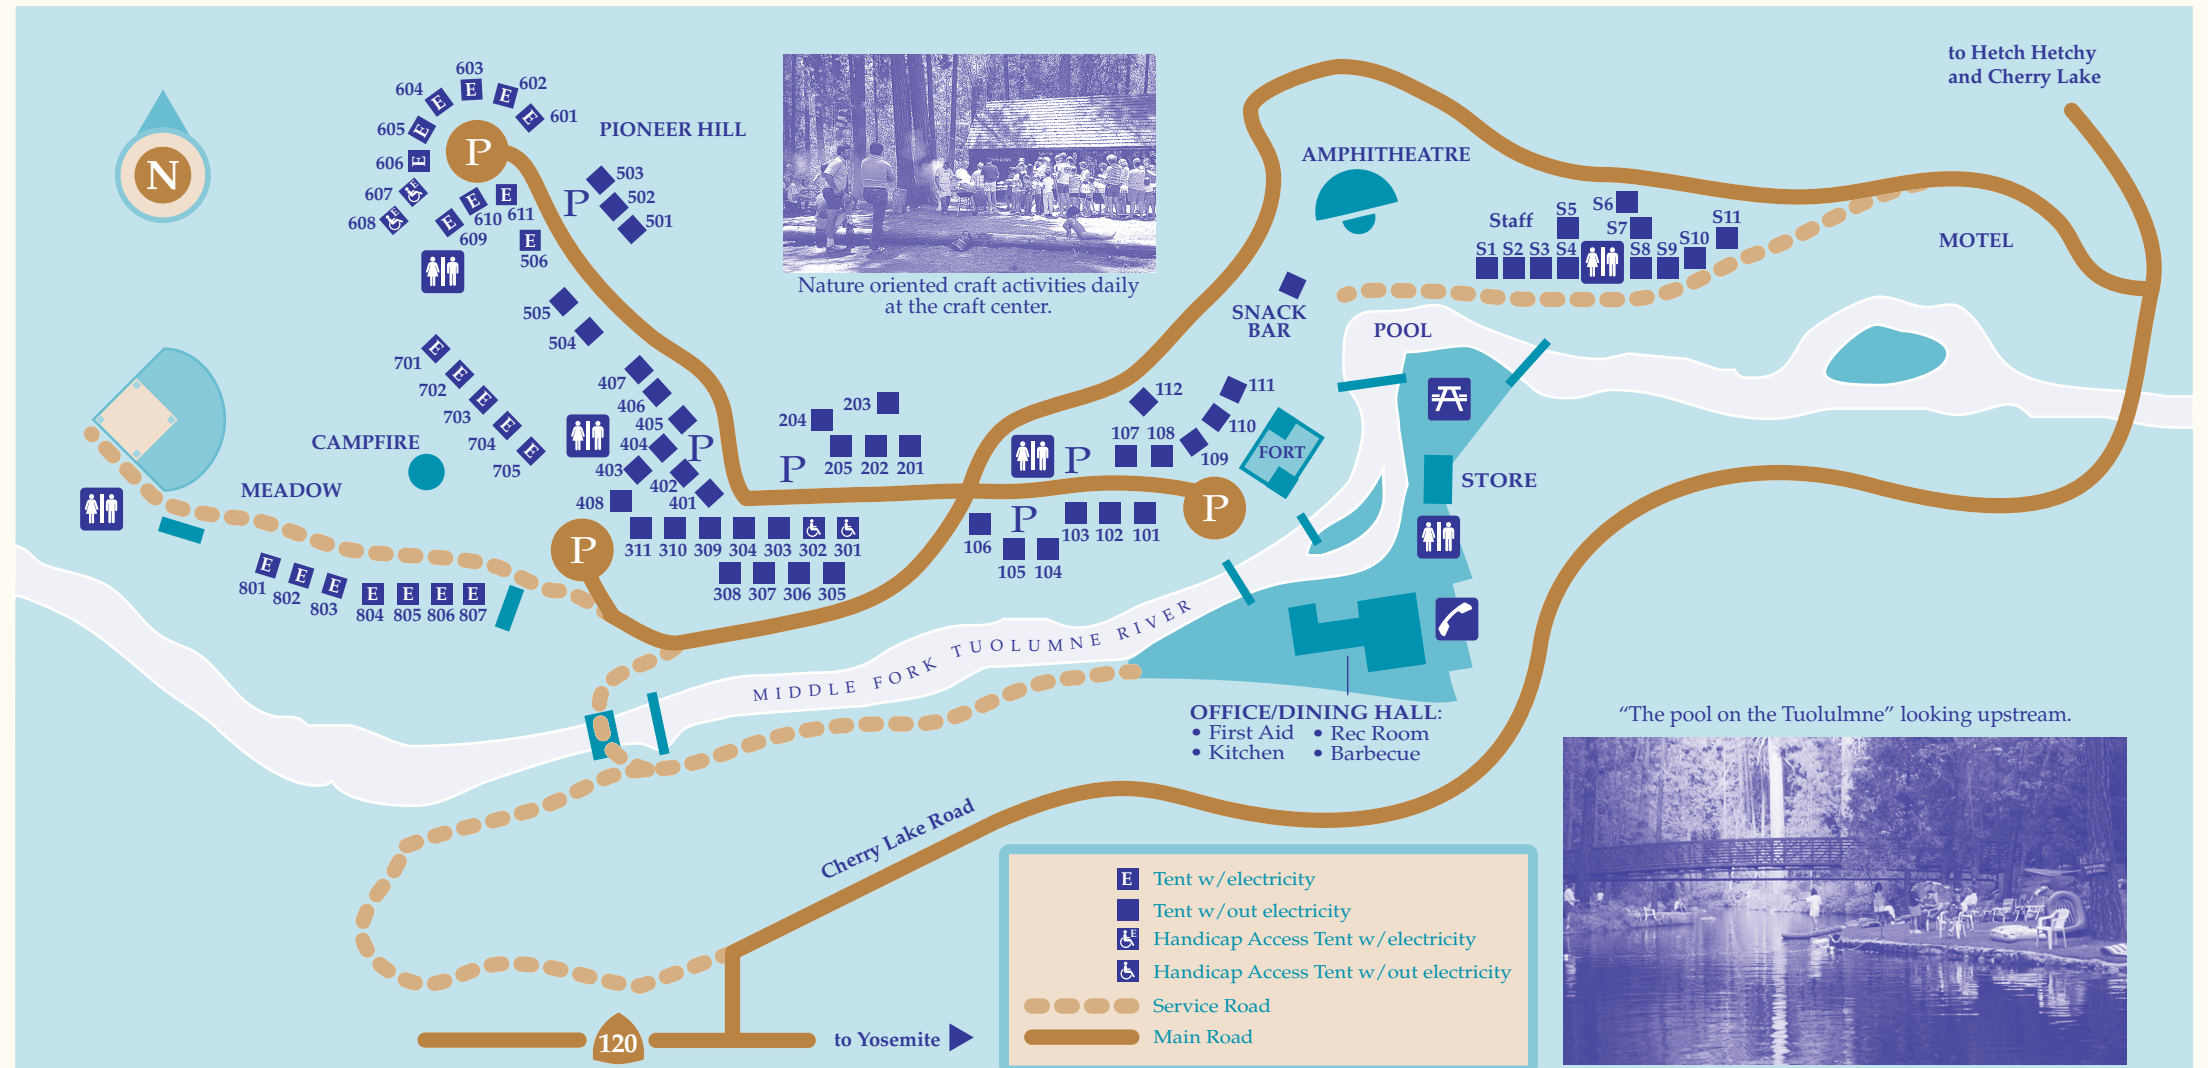 to Hetch Hetchy
and Cherry Lake
N
603
604
602
601
605
606
607
608
E
E
E
E
E
E
E
E
P
E
E
E
610
611
609
E
506
PIONEER HILL
P
503
502
501
505
504
Nature oriented craft activities daily
at the craft center.
AMPHITHEATRE
SNACK
BAR
Staff
S5
S6
S7
S11
S1
S2
S3
S4
S8
S9
S10
MOTEL
POOL
E
E
E
E
E
701
702
703
704
705
CAMPFIRE
MEADOW
407
406
405
404
403
402
401
408
P
204
203
205
202
201
P
112
111
110
107
108
109
P
FORT
STORE
P
P
P
311
310
309
304
303
302
301
308
307
306
305
106
103
102
101
105
104
E
E
E
E
E
E
E
801
802
803
804
805
806
807
MIDDLE FORK TUOLUMNE RIVER
OFFICE/DINING HALL:
• First Aid • Rec Room
• Kitchen • Barbecue
“The pool on the Tuolulmne” looking upstream.
Cherry Lake Road
120
to Yosemite
E Tent w/electricity
Tent w/out electricity
E Handicap Access Tent w/electricity
Handicap Access Tent w/out electricity
Service Road
Main Road